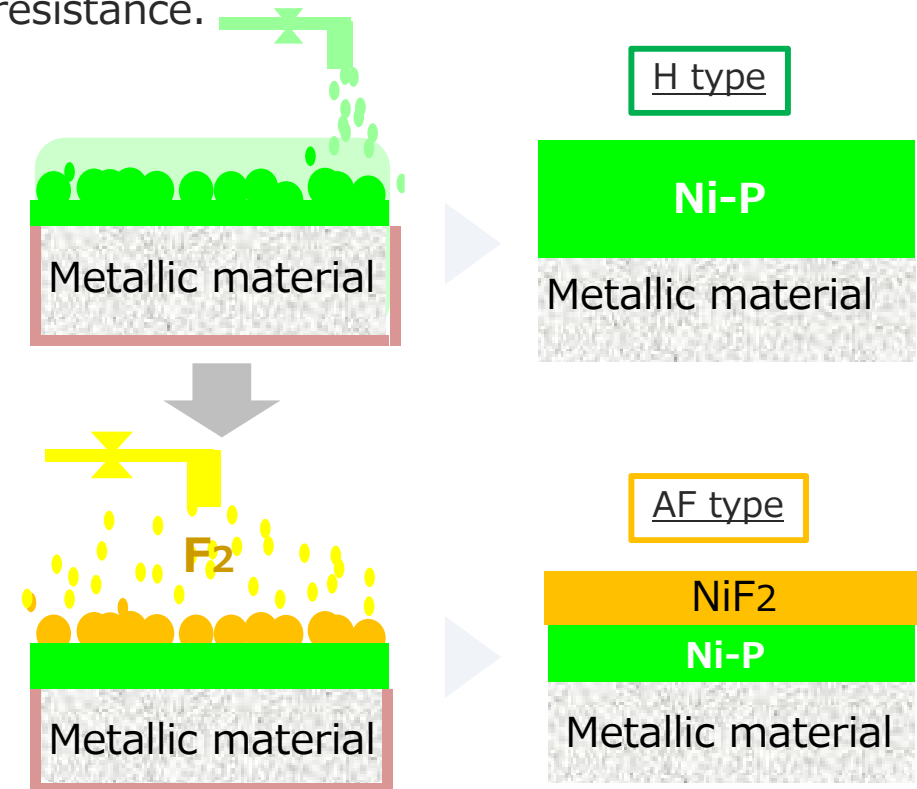 resistance.
H type
Ni-P
Metallic material
Metallic material
F2
AF type
NiF2
Ni-P
Metallic material
Metallic material